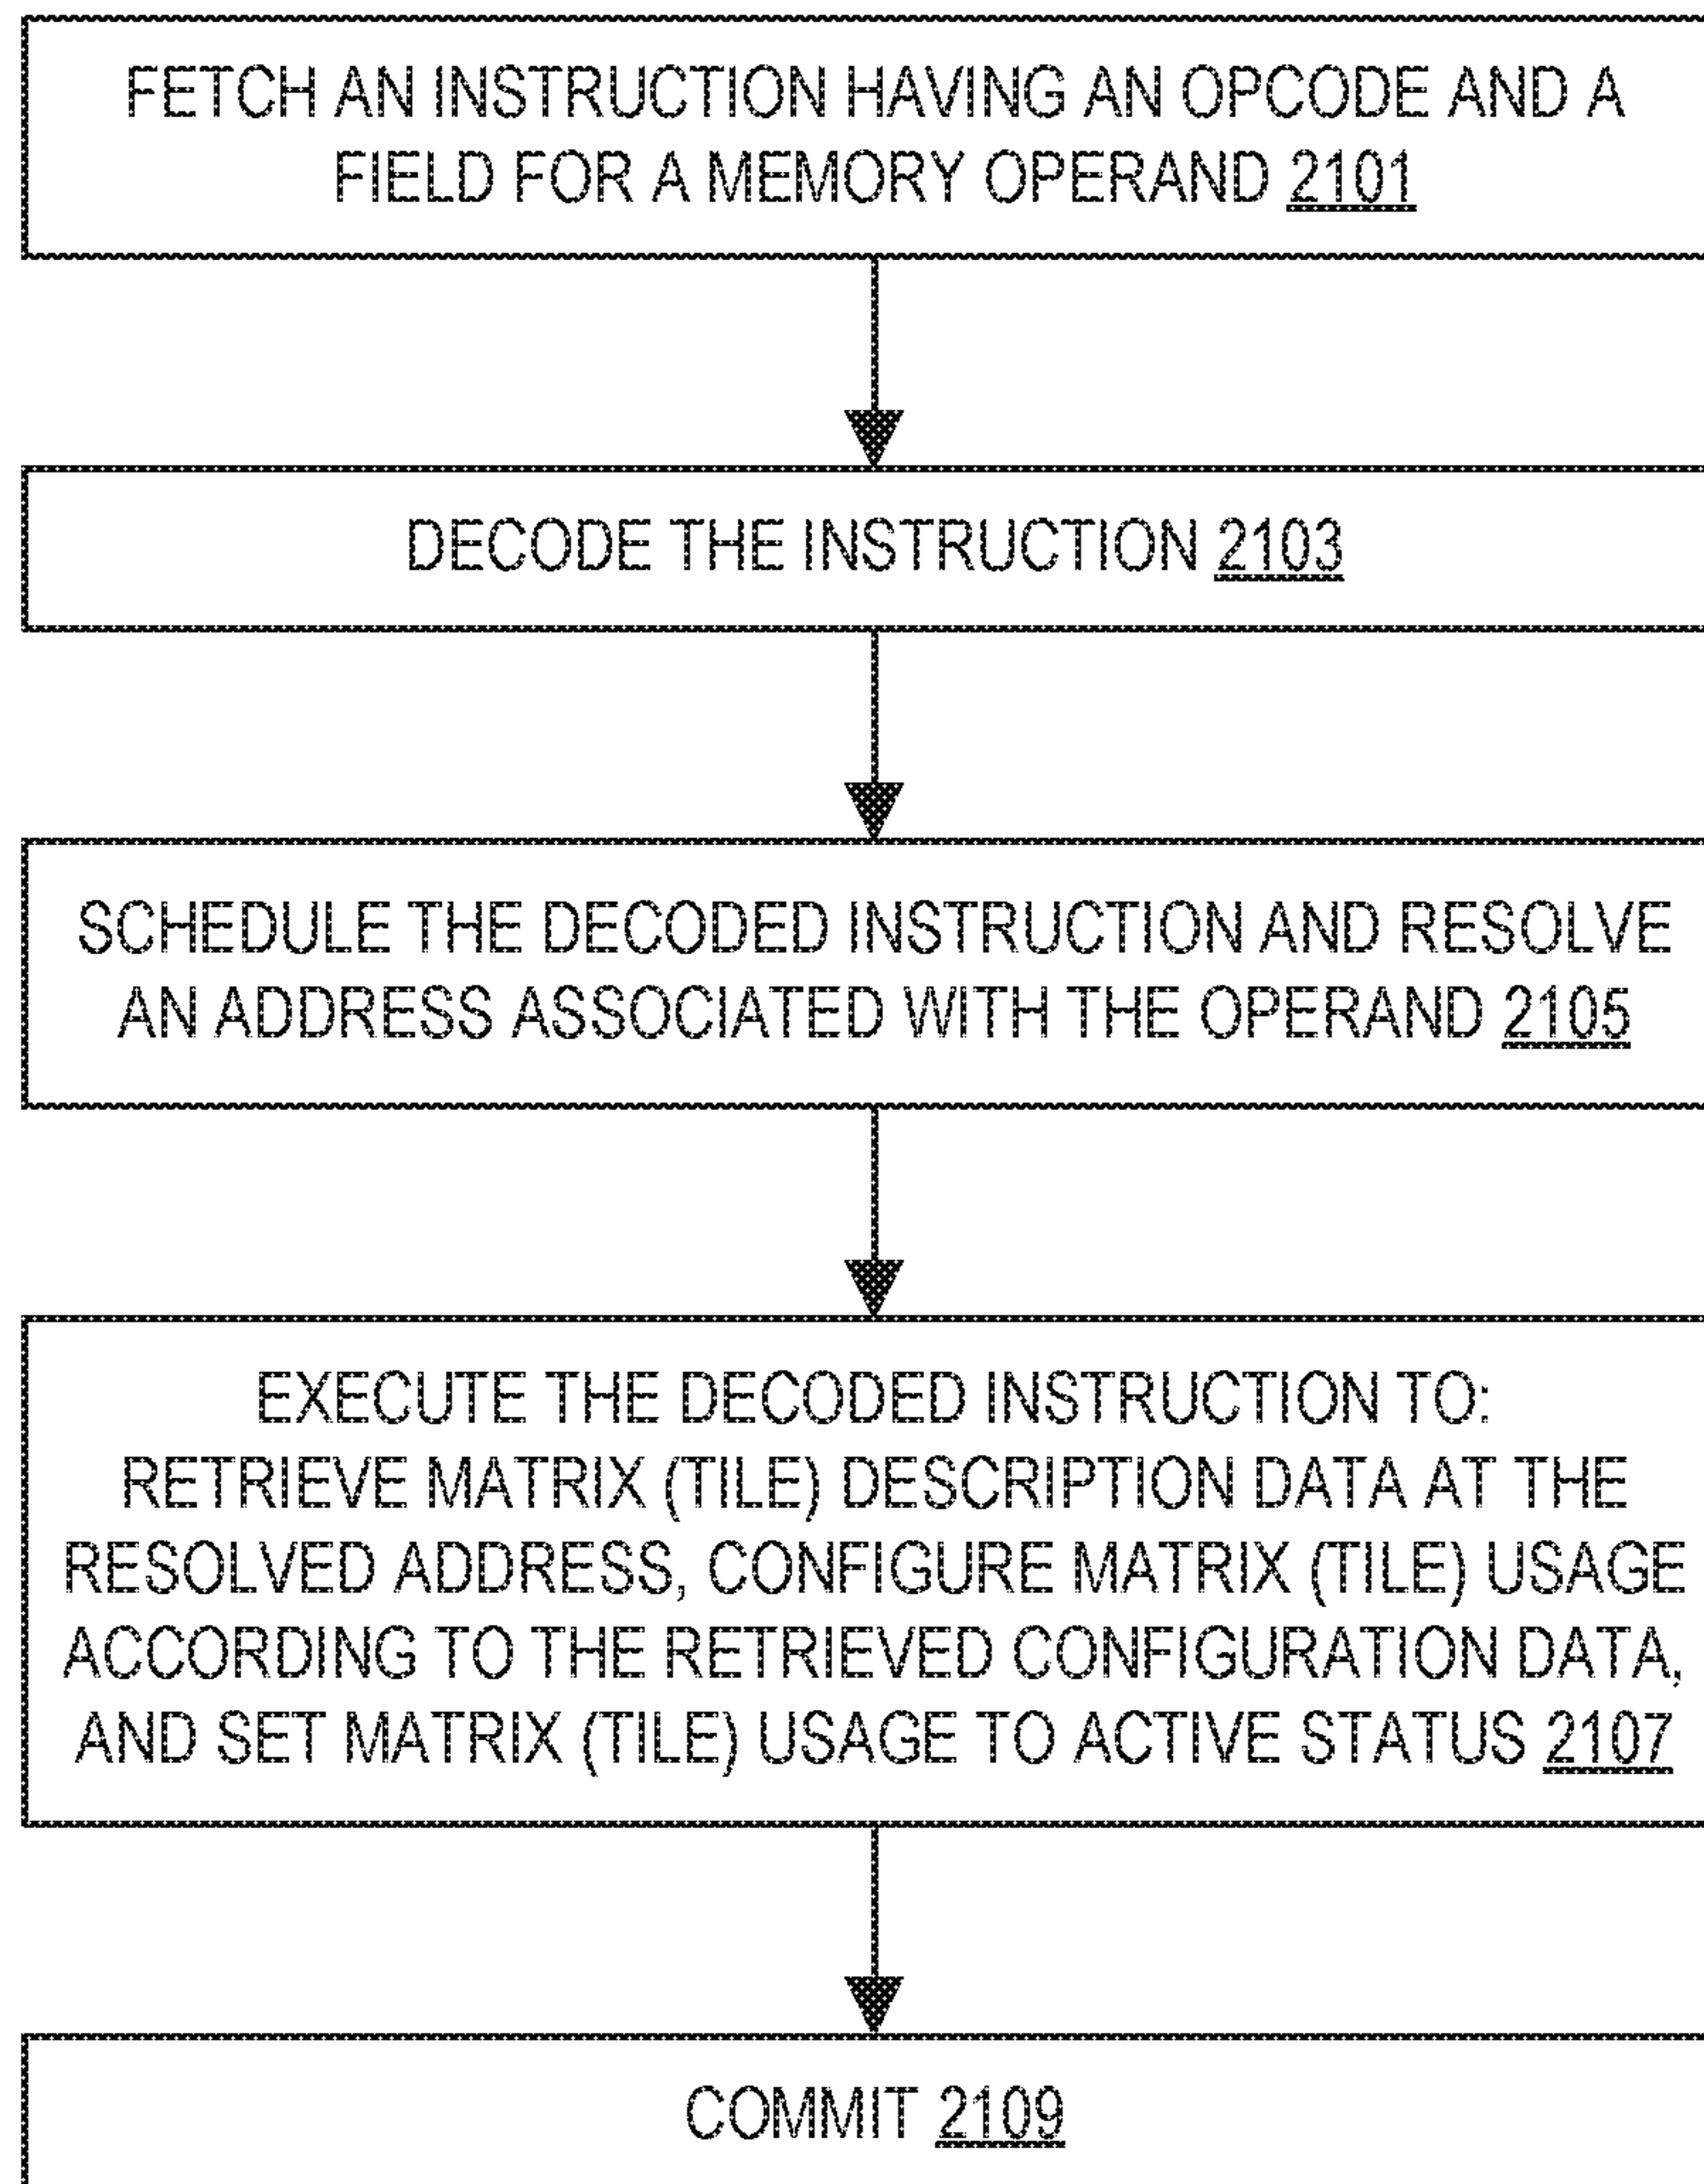 FETCH AN INSTRUCTION HAVING AN OPCODE AND A
FIELD FOR A MEMORY OPERAND 2101
DECODE THE INSTRUCTION 2103
SCHEDULE THE DECODED INSTRUCTION AND RESOLVE
AN ADDRESS ASSOCIATED WITH THE OPERAND 2105
EXECUTE THE DECODED INSTRUCTION TO:
RETRIEVE MATRIX (TILE) DESCRIPTION DATA AT THE
RESOLVED ADDRESS, CONFIGURE MATRIX (TILE) USAGE
ACCORDING TO THE RETRIEVED CONFIGURATION DATA,
AND SET MATRIX (TILE) USAGE TO ACTIVE STATUS 2107
COMMIT 2109